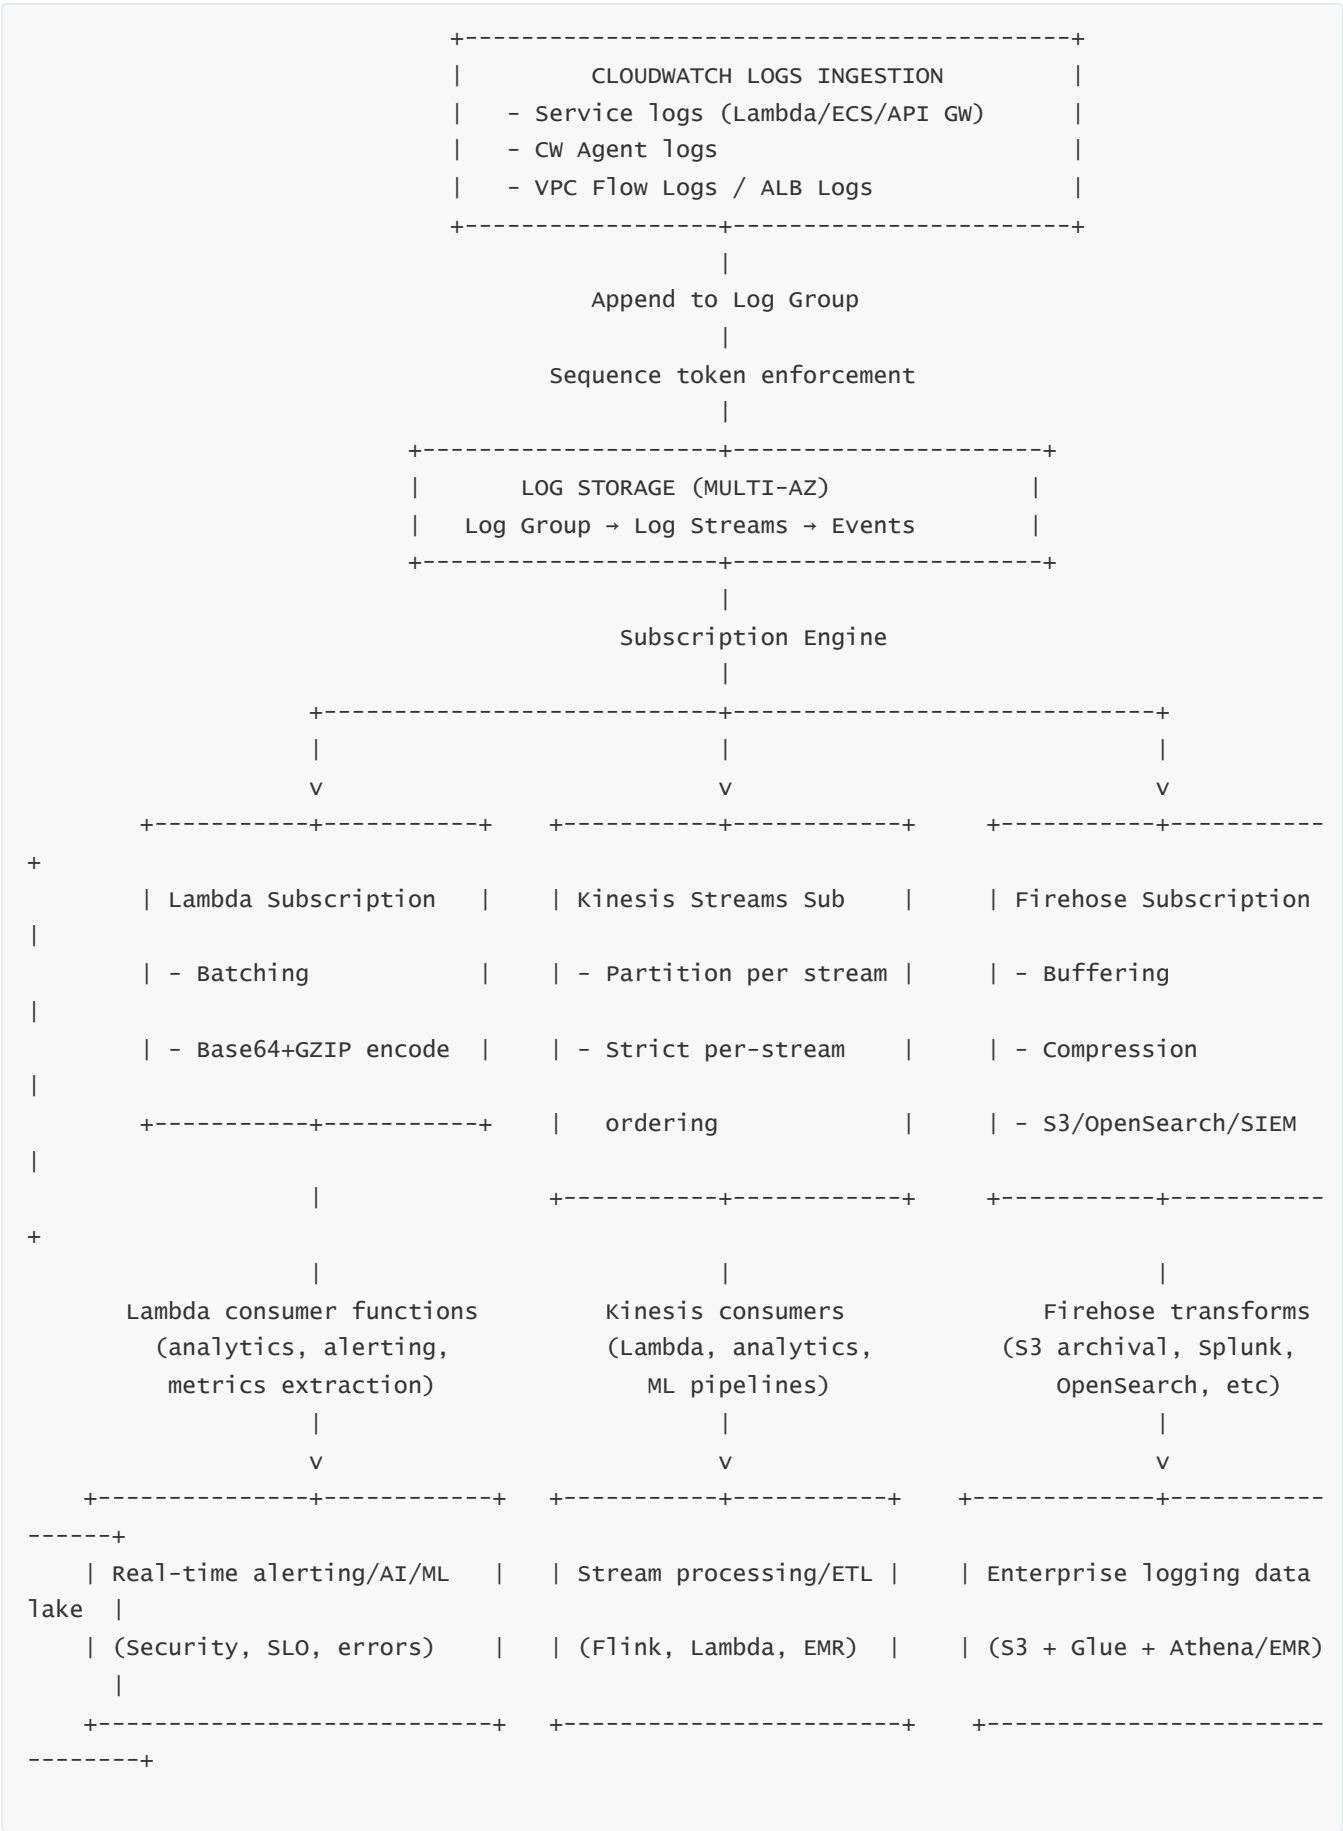 +-------------------------------------------+
|         CLOUDWATCH LOGS INGESTION         |
|   - Service logs (Lambda/ECS/API GW)      |
|   - CW Agent logs                         |
|   - VPC Flow Logs / ALB Logs              |
+------------------+------------------------+
|
Append to Log Group
|
Sequence token enforcement
|
+---------------------+----------------------+
|       LOG STORAGE (MULTI-AZ)              |
|   Log Group → Log Streams → Events        |
+---------------------+----------------------+
|
Subscription Engine
|
+----------------------------+------------------------------+
|                            |                              |
v                            v                              v
+-----------+-----------+    +-----------+------------+     +-----------+-----------
+
| Lambda Subscription   |    | Kinesis Streams Sub    |     | Firehose Subscription
|
| - Batching            |    | - Partition per stream |     | - Buffering
|
| - Base64+GZIP encode  |    | - Strict per-stream    |     | - Compression
|
+-----------+-----------+    |   ordering             |     | - S3/OpenSearch/SIEM
|
|                +-----------+------------+     +-----------+-----------
+
|                            |                              |
Lambda consumer functions         Kinesis consumers              Firehose transforms
(analytics, alerting,           (Lambda, analytics,         (S3 archival, Splunk,
metrics extraction)               ML pipelines)                OpenSearch, etc)
|                            |                              |
v                            v                              v
+---------------+------------+   +-----------+-----------+    +-------------+-----------
------+
| Real-time alerting/AI/ML   |   | Stream processing/ETL |    | Enterprise logging data
lake  |
| (Security, SLO, errors)    |   | (Flink, Lambda, EMR)  |    | (S3 + Glue + Athena/EMR)
|
+----------------------------+   +------------------------+    +------------------------
--------+